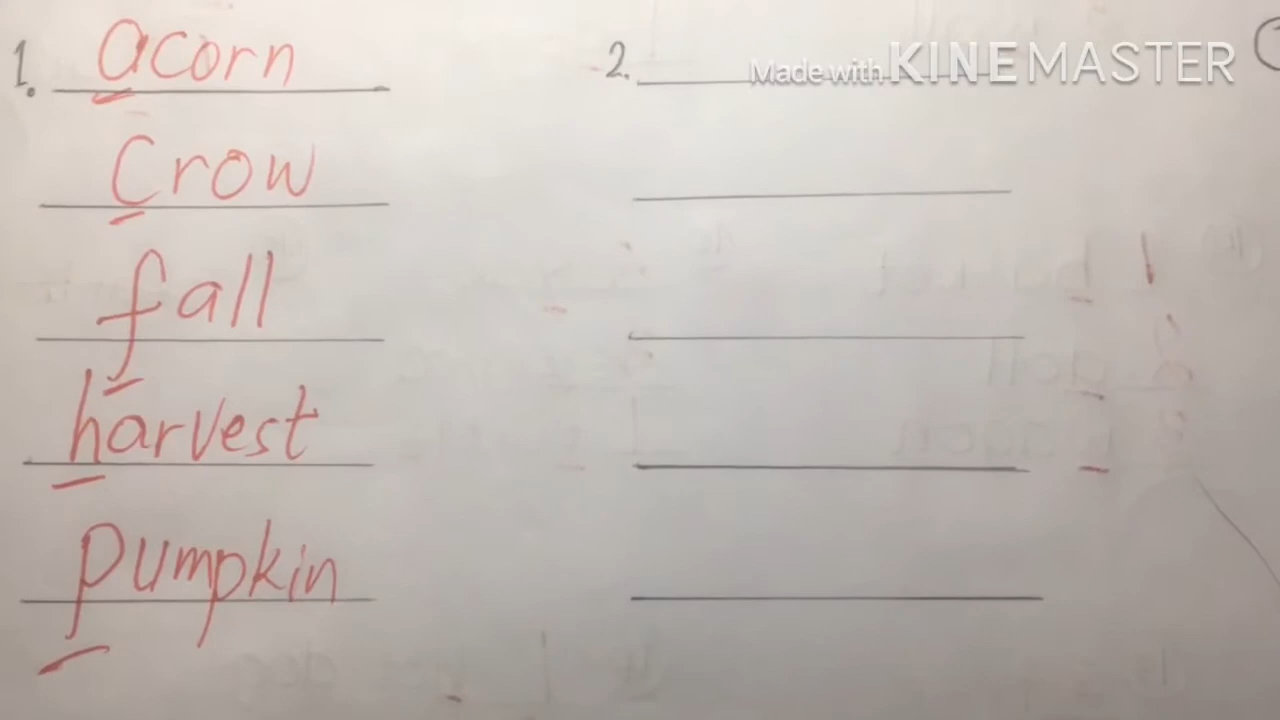 1. acorn
crow
fall
harvest
pumpkin
2.
Made with KINEMASTER